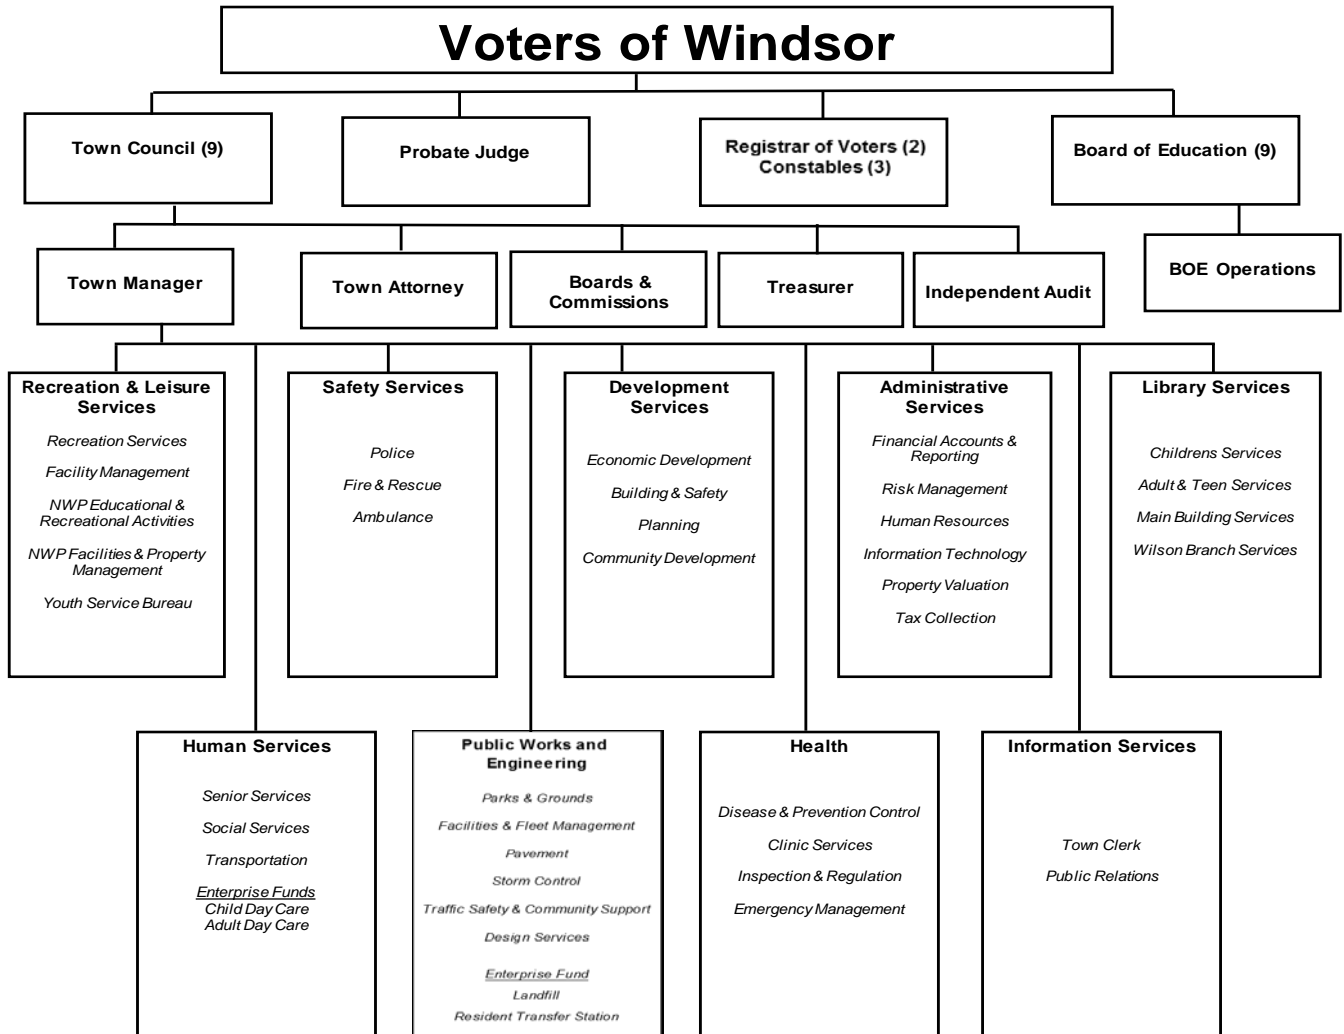 Voters of Windsor
Town Council (9)
Probate Judge
Registrar of Voters (2)
Constables (3)
Board of Education (9)
Town Manager
Town Attorney
Boards &
Commissions
Treasurer
Independent Audit
BOE Operations
Recreation & Leisure
Services
Recreation Services
Facility Management
NWP Educational &
Recreational Activities
NWP Facilities & Property
Management
Youth Service Bureau
Safety Services
Police
Fire & Rescue
Ambulance
Development
Services
Economic Development
Building & Safety
Planning
Community Development
Administrative
Services
Financial Accounts &
Reporting
Risk Management
Human Resources
Information Technology
Property Valuation
Tax Collection
Library Services
Childrens Services
Adult & Teen Services
Main Building Services
Wilson Branch Services
Human Services
Senior Services
Social Services
Transportation
Enterprise Funds
Child Day Care
Adult Day Care
Public Works and
Engineering
Parks & Grounds
Facilities & Fleet Management
Pavement
Storm Control
Traffic Safety & Community Support
Design Services
Enterprise Fund
Landfill
Resident Transfer Station
Health
Disease & Prevention Control
Clinic Services
Inspection & Regulation
Emergency Management
Information Services
Town Clerk
Public Relations